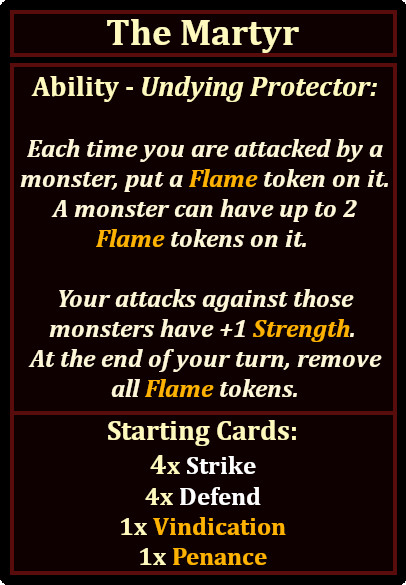 The Martyr
Ability - Undying Protector:
Each time you are attacked by a
monster, put a Flame token on it.
A monster can have up to 2
Flame tokens on it.
Your attacks against those
monsters have +1 Strength.
At the end of your turn, remove
all Flame tokens.
Starting Cards:
4x Strike
4x Defend
1x Vindication
1x Penance